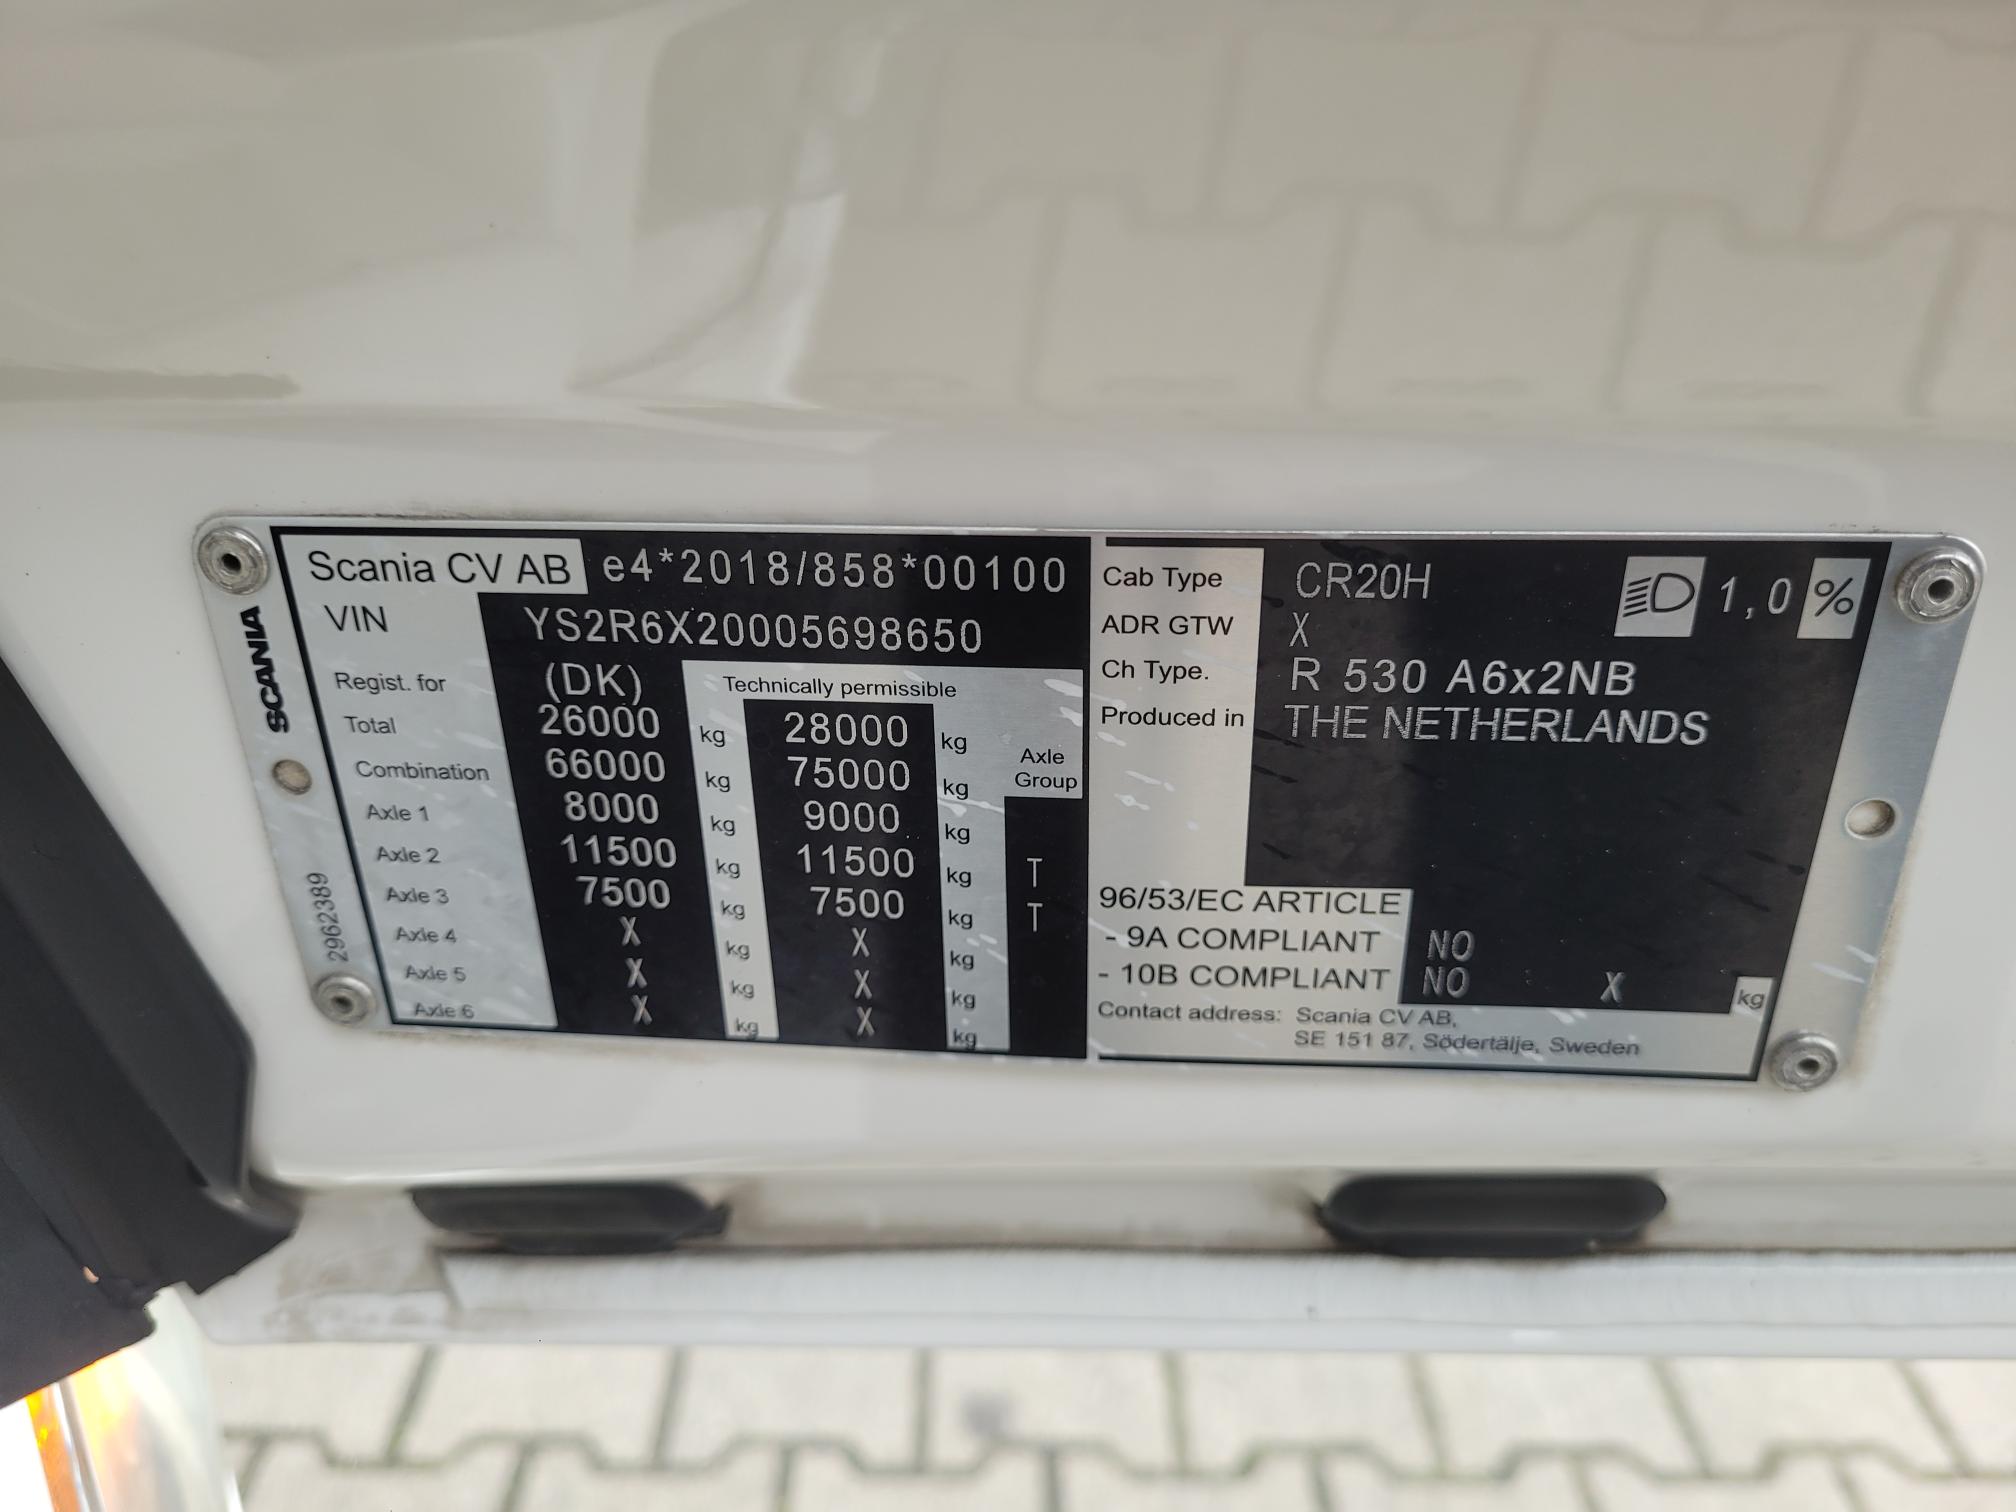 Scania CV AB e4*2018/858*00100
VIN YS2R6X20005698650
Regist. for (DK) Technically permissible
Total 26000 kg 28000 kg
Combination 66000 kg 75000 kg Axle Group
Axle 1 8000 kg 9000 kg
Axle 2 11500 kg 11500 kg T
Axle 3 7500 kg 7500 kg T
Axle 4 X kg X kg
Axle 5 X kg X kg
Axle 6 X kg X kg
SCANIA
2962389
Cab Type CR20H 1,0 %
ADR GTW X
Ch Type. R 530 A6x2NB
Produced in THE NETHERLANDS
96/53/EC ARTICLE
- 9A COMPLIANT NO
- 10B COMPLIANT NO X kg
Contact address: Scania CV AB,
SE 151 87, Södertälje, Sweden